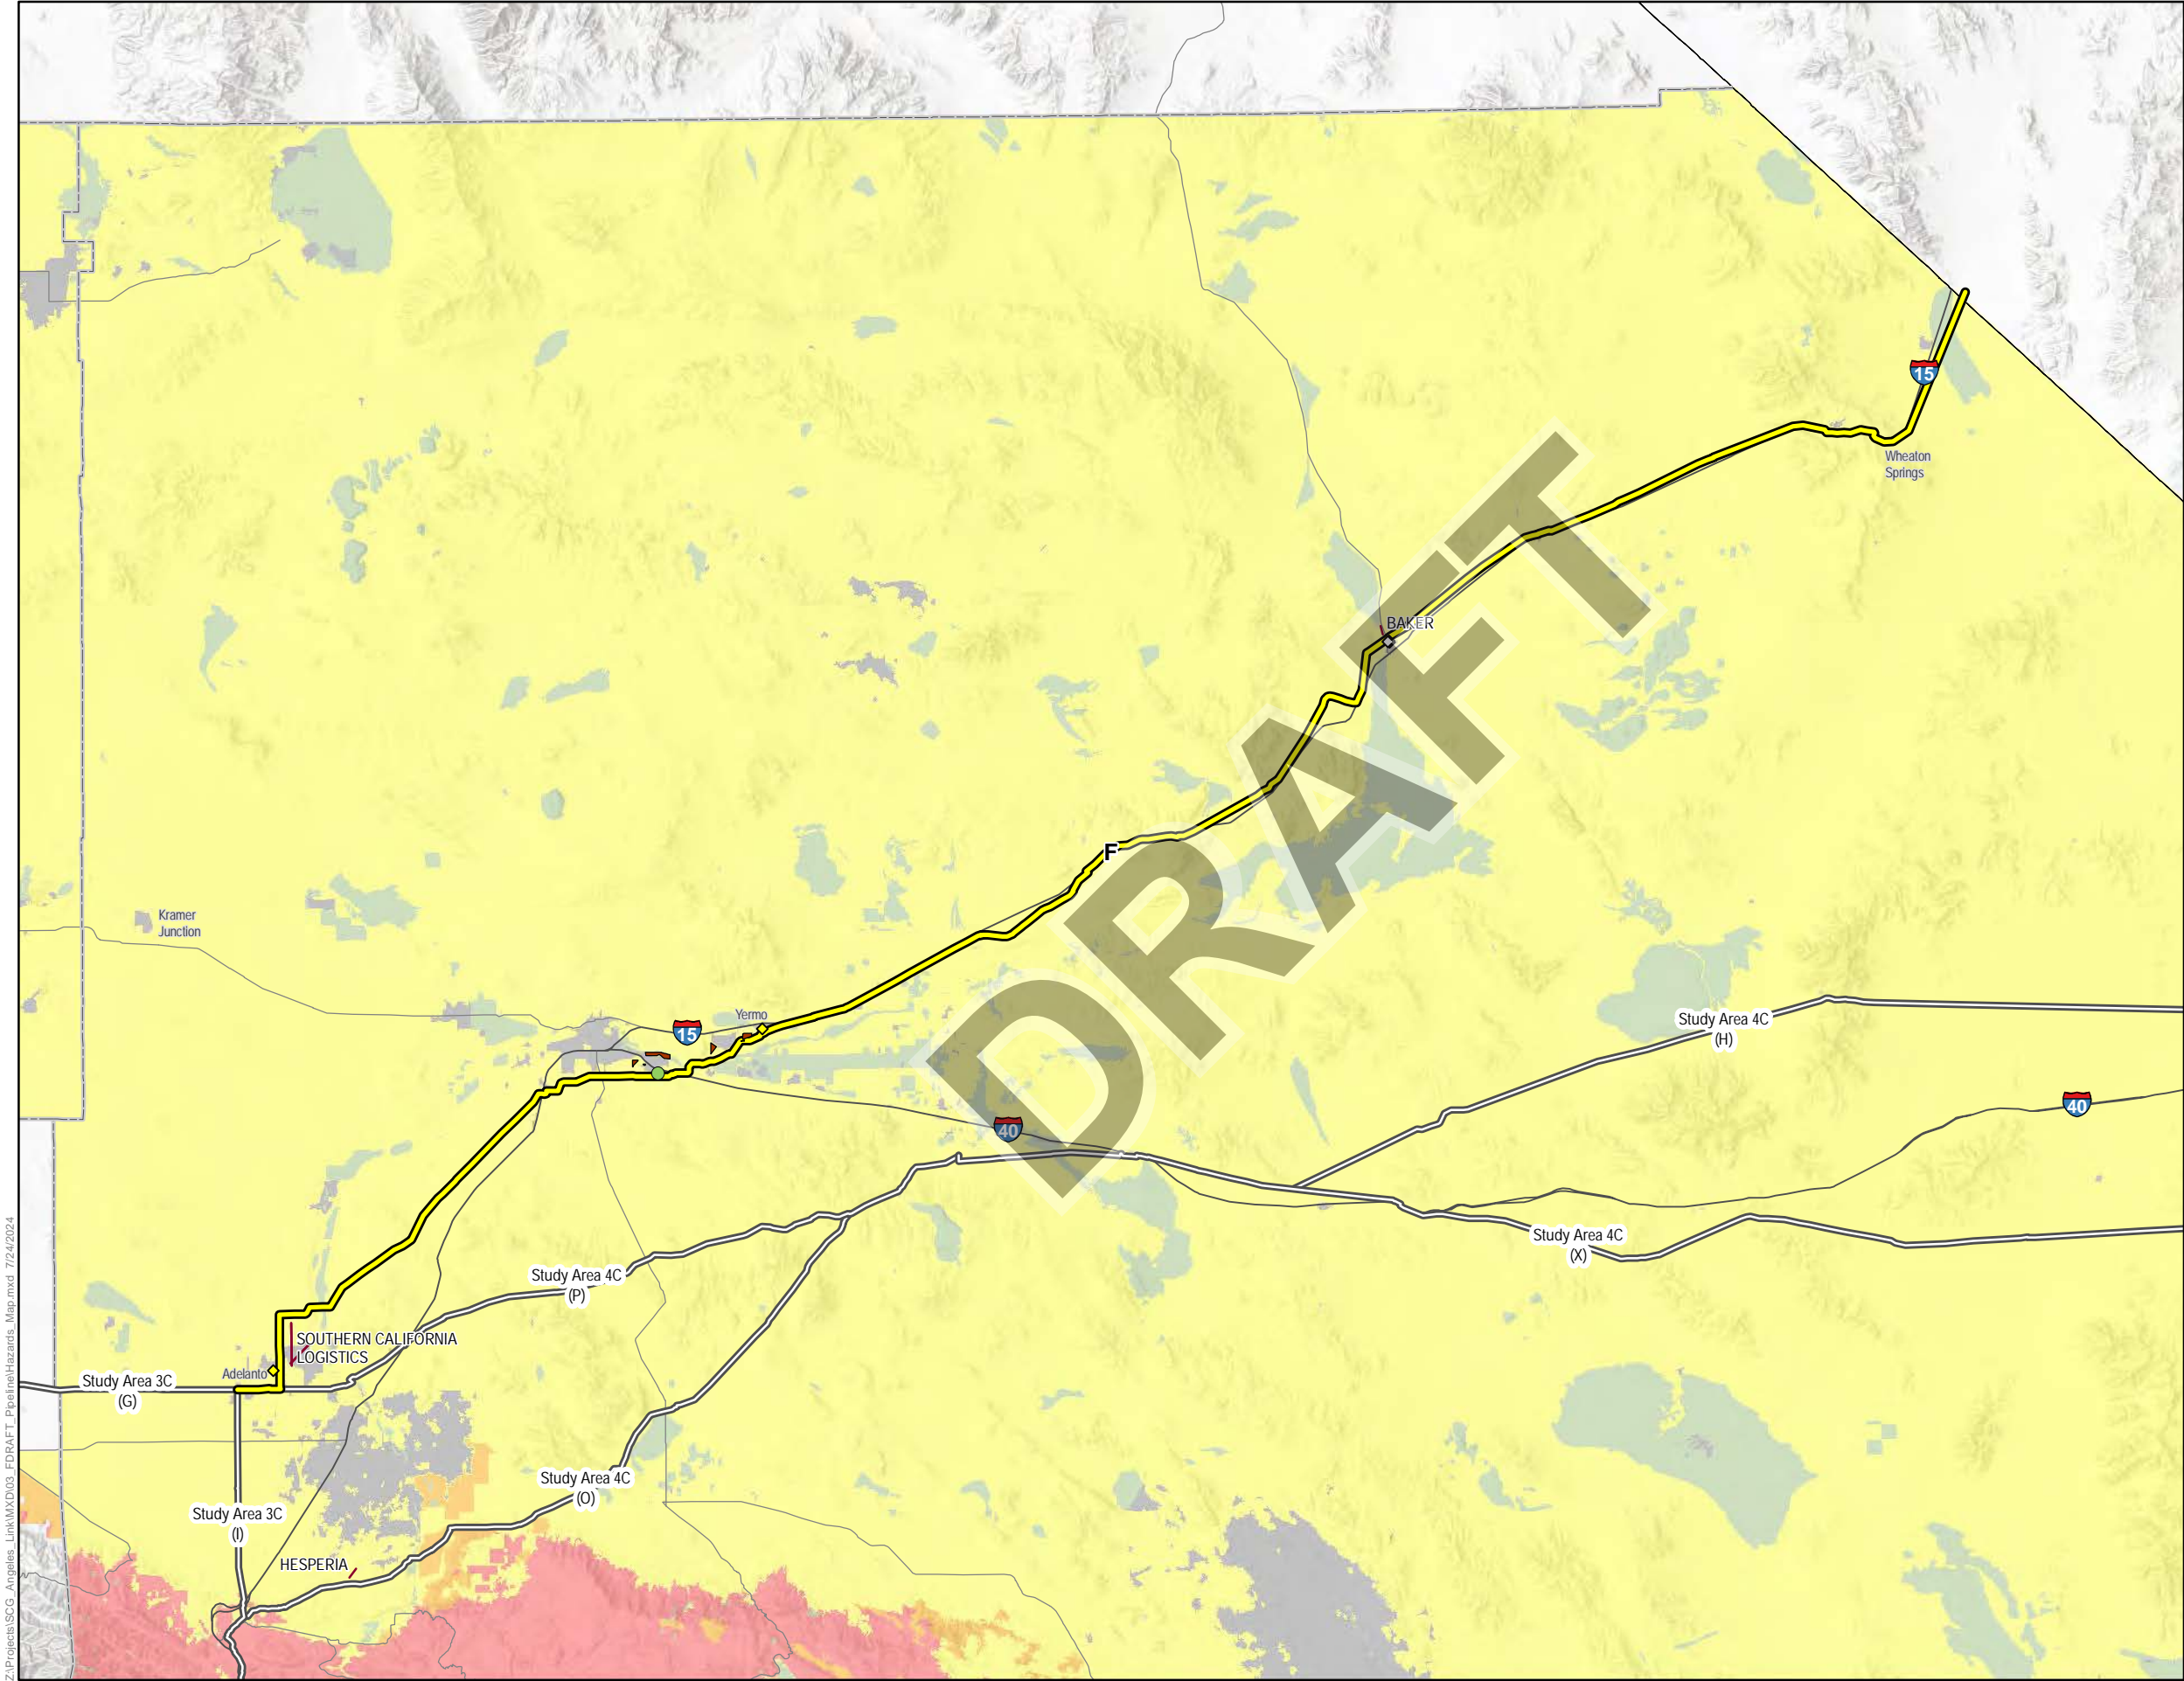 15
Wheaton
Springs
BAKER
F
DRAFT
Kramer
Junction
Yermo
15
Study Area 4C
(H)
40
40
Study Area 4C
(X)
Study Area 4C
(P)
SOUTHERN CALIFORNIA
LOGISTICS
Adelanto
Study Area 3C
(G)
Study Area 4C
(O)
Study Area 3C
(I)
HESPERIA
Z:\Projects\SCG_Angeles_Link\MXD\03_FDRAFT_Pipeline\Hazards_Map.mxd 7/24/2024